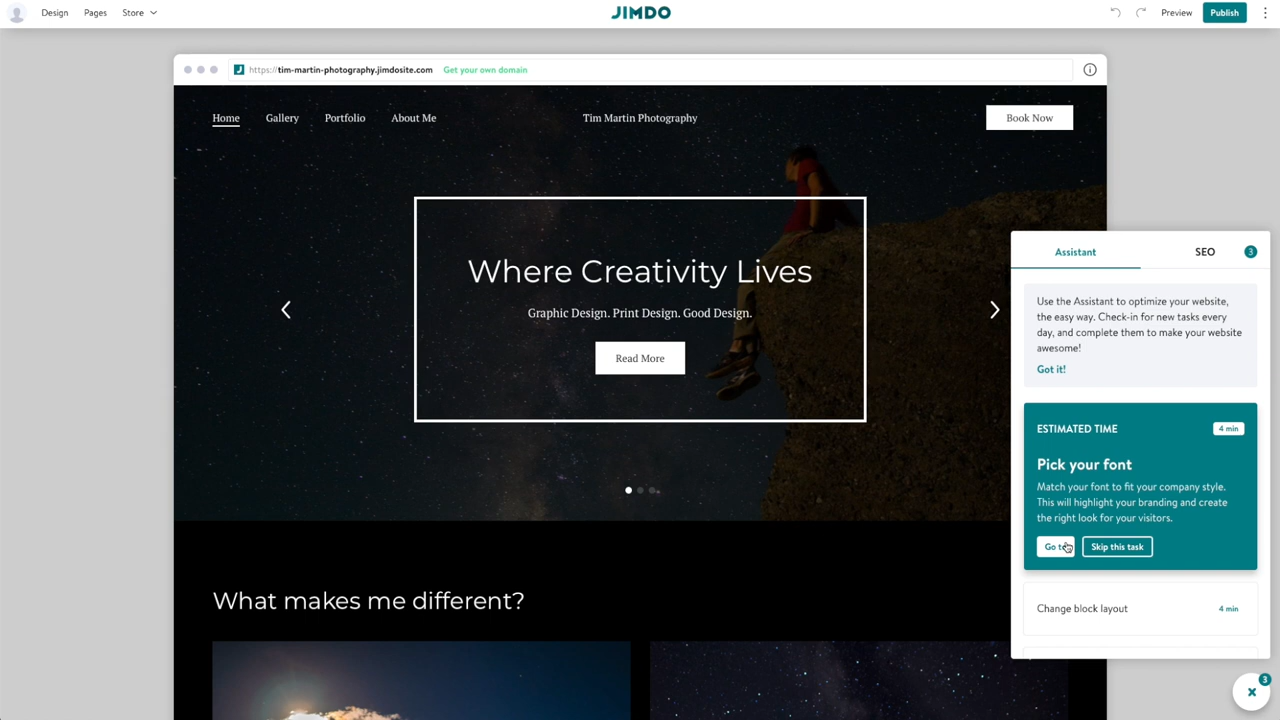 Design
Pages
Store
JIMDO
Preview
Publish
https://tim-martin-photography.jimdosite.com
Get your own domain
Home
Gallery
Portfolio
About Me
Tim Martin Photography
Book Now
Where Creativity Lives
Graphic Design. Print Design. Good Design.
Read More
What makes me different?
Assistant
SEO
3
Use the Assistant to optimize your website,
the easy way. Check-in for new tasks every
day, and complete them to make your website
awesome!
Got it!
ESTIMATED TIME
4 min
Pick your font
Match your font to fit your company style.
This will highlight your branding and create
the right look for your visitors.
Go
Skip this task
Change block layout
4 min
3